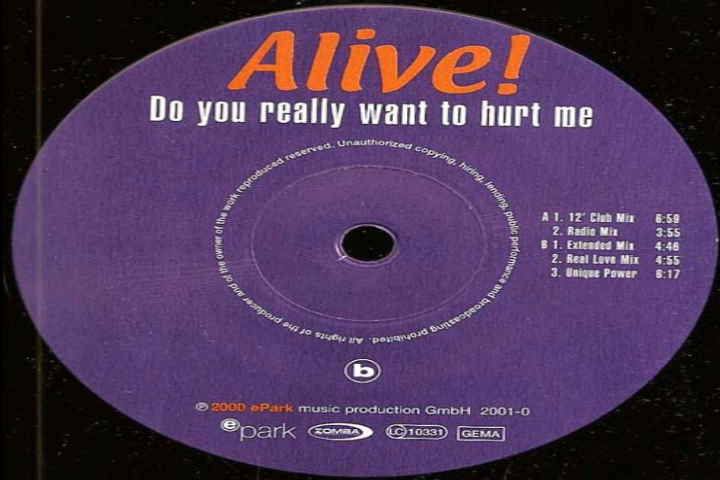 Alive!
Do you really want to hurt me
A 1. 12" Club Mix 6:59
2. Radio Mix 3:55
B 1. Extended Mix 4:46
2. Real Love Mix 4:55
3. Unique Power 6:17
All rights of the producer and of the owner of the work reproduced reserved. Unauthorized copying, hiring, lending, public performance and broadcasting prohibited.
b
℗ 2000 ePark music production GmbH 2001-0
epark ZOMBA LC 10331 GEMA